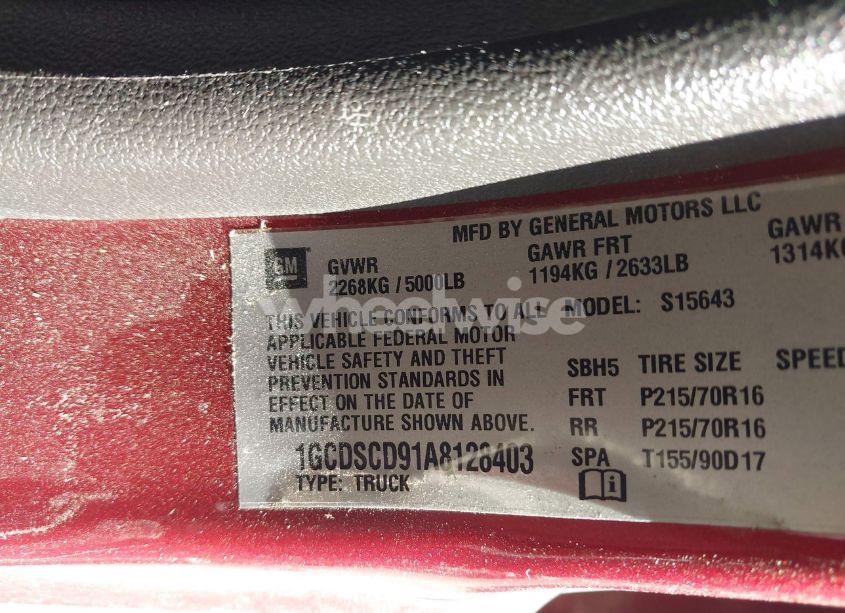 MFD BY GENERAL MOTORS LLC
GM
GVWR
2268KG / 5000LB
GAWR FRT
1194KG / 2633LB
GAWR
1314KG
THIS VEHICLE CONFORMS TO ALL
APPLICABLE FEDERAL MOTOR
VEHICLE SAFETY AND THEFT
PREVENTION STANDARDS IN
EFFECT ON THE DATE OF
MANUFACTURE SHOWN ABOVE.
1GCDSCD91A8128403
TYPE: TRUCK
MODEL: S15643
SBH5 TIRE SIZE SPEED
FRT P215/70R16
RR P215/70R16
SPA T155/90D17
wheelwise